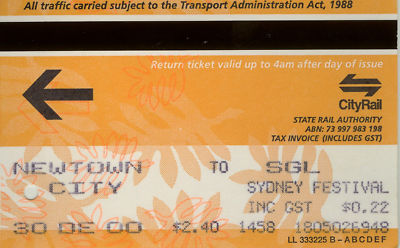 All traffic carried subject to the Transport Administration Act, 1988
Return ticket valid up to 4am after day of issue
CityRail
STATE RAIL AUTHORITY
ABN: 73 997 983 198
TAX INVOICE (INCLUDES GST)
NEWTOWN TO SGL
CITY SYDNEY FESTIVAL
INC GST $0.22
30 DE 00 $2.40 1458 1805026948
LL 333225 B - ABCDEF